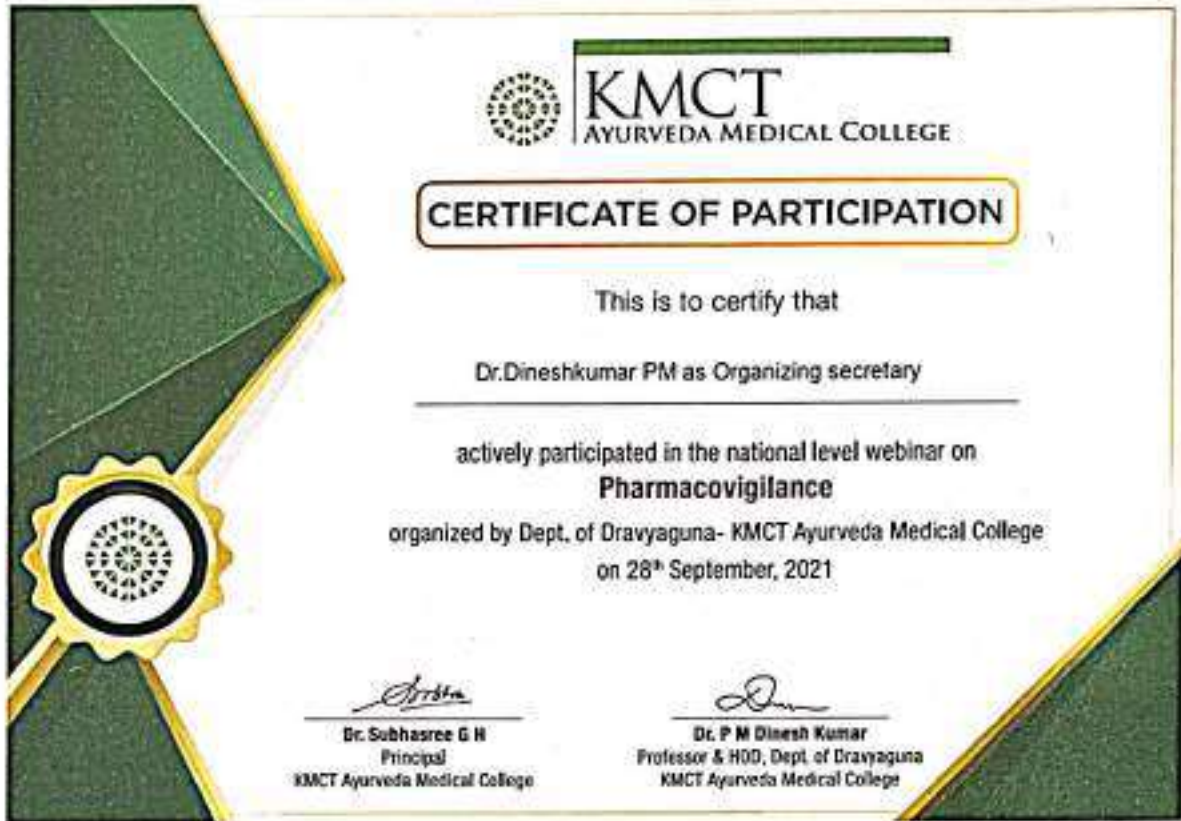 KMCT
AYURVEDA MEDICAL COLLEGE
CERTIFICATE OF PARTICIPATION
This is to certify that
Dr.Dineshkumar PM as Organizing secretary
actively participated in the national level webinar on
Pharmacovigilance
organized by Dept. of Dravyaguna- KMCT Ayurveda Medical College
on 28th September, 2021
Dr. Subhasree G H
Principal
KMCT Ayurveda Medical College
Dr. P M Dinesh Kumar
Professor & HOD, Dept. of Dravyaguna
KMCT Ayurveda Medical College